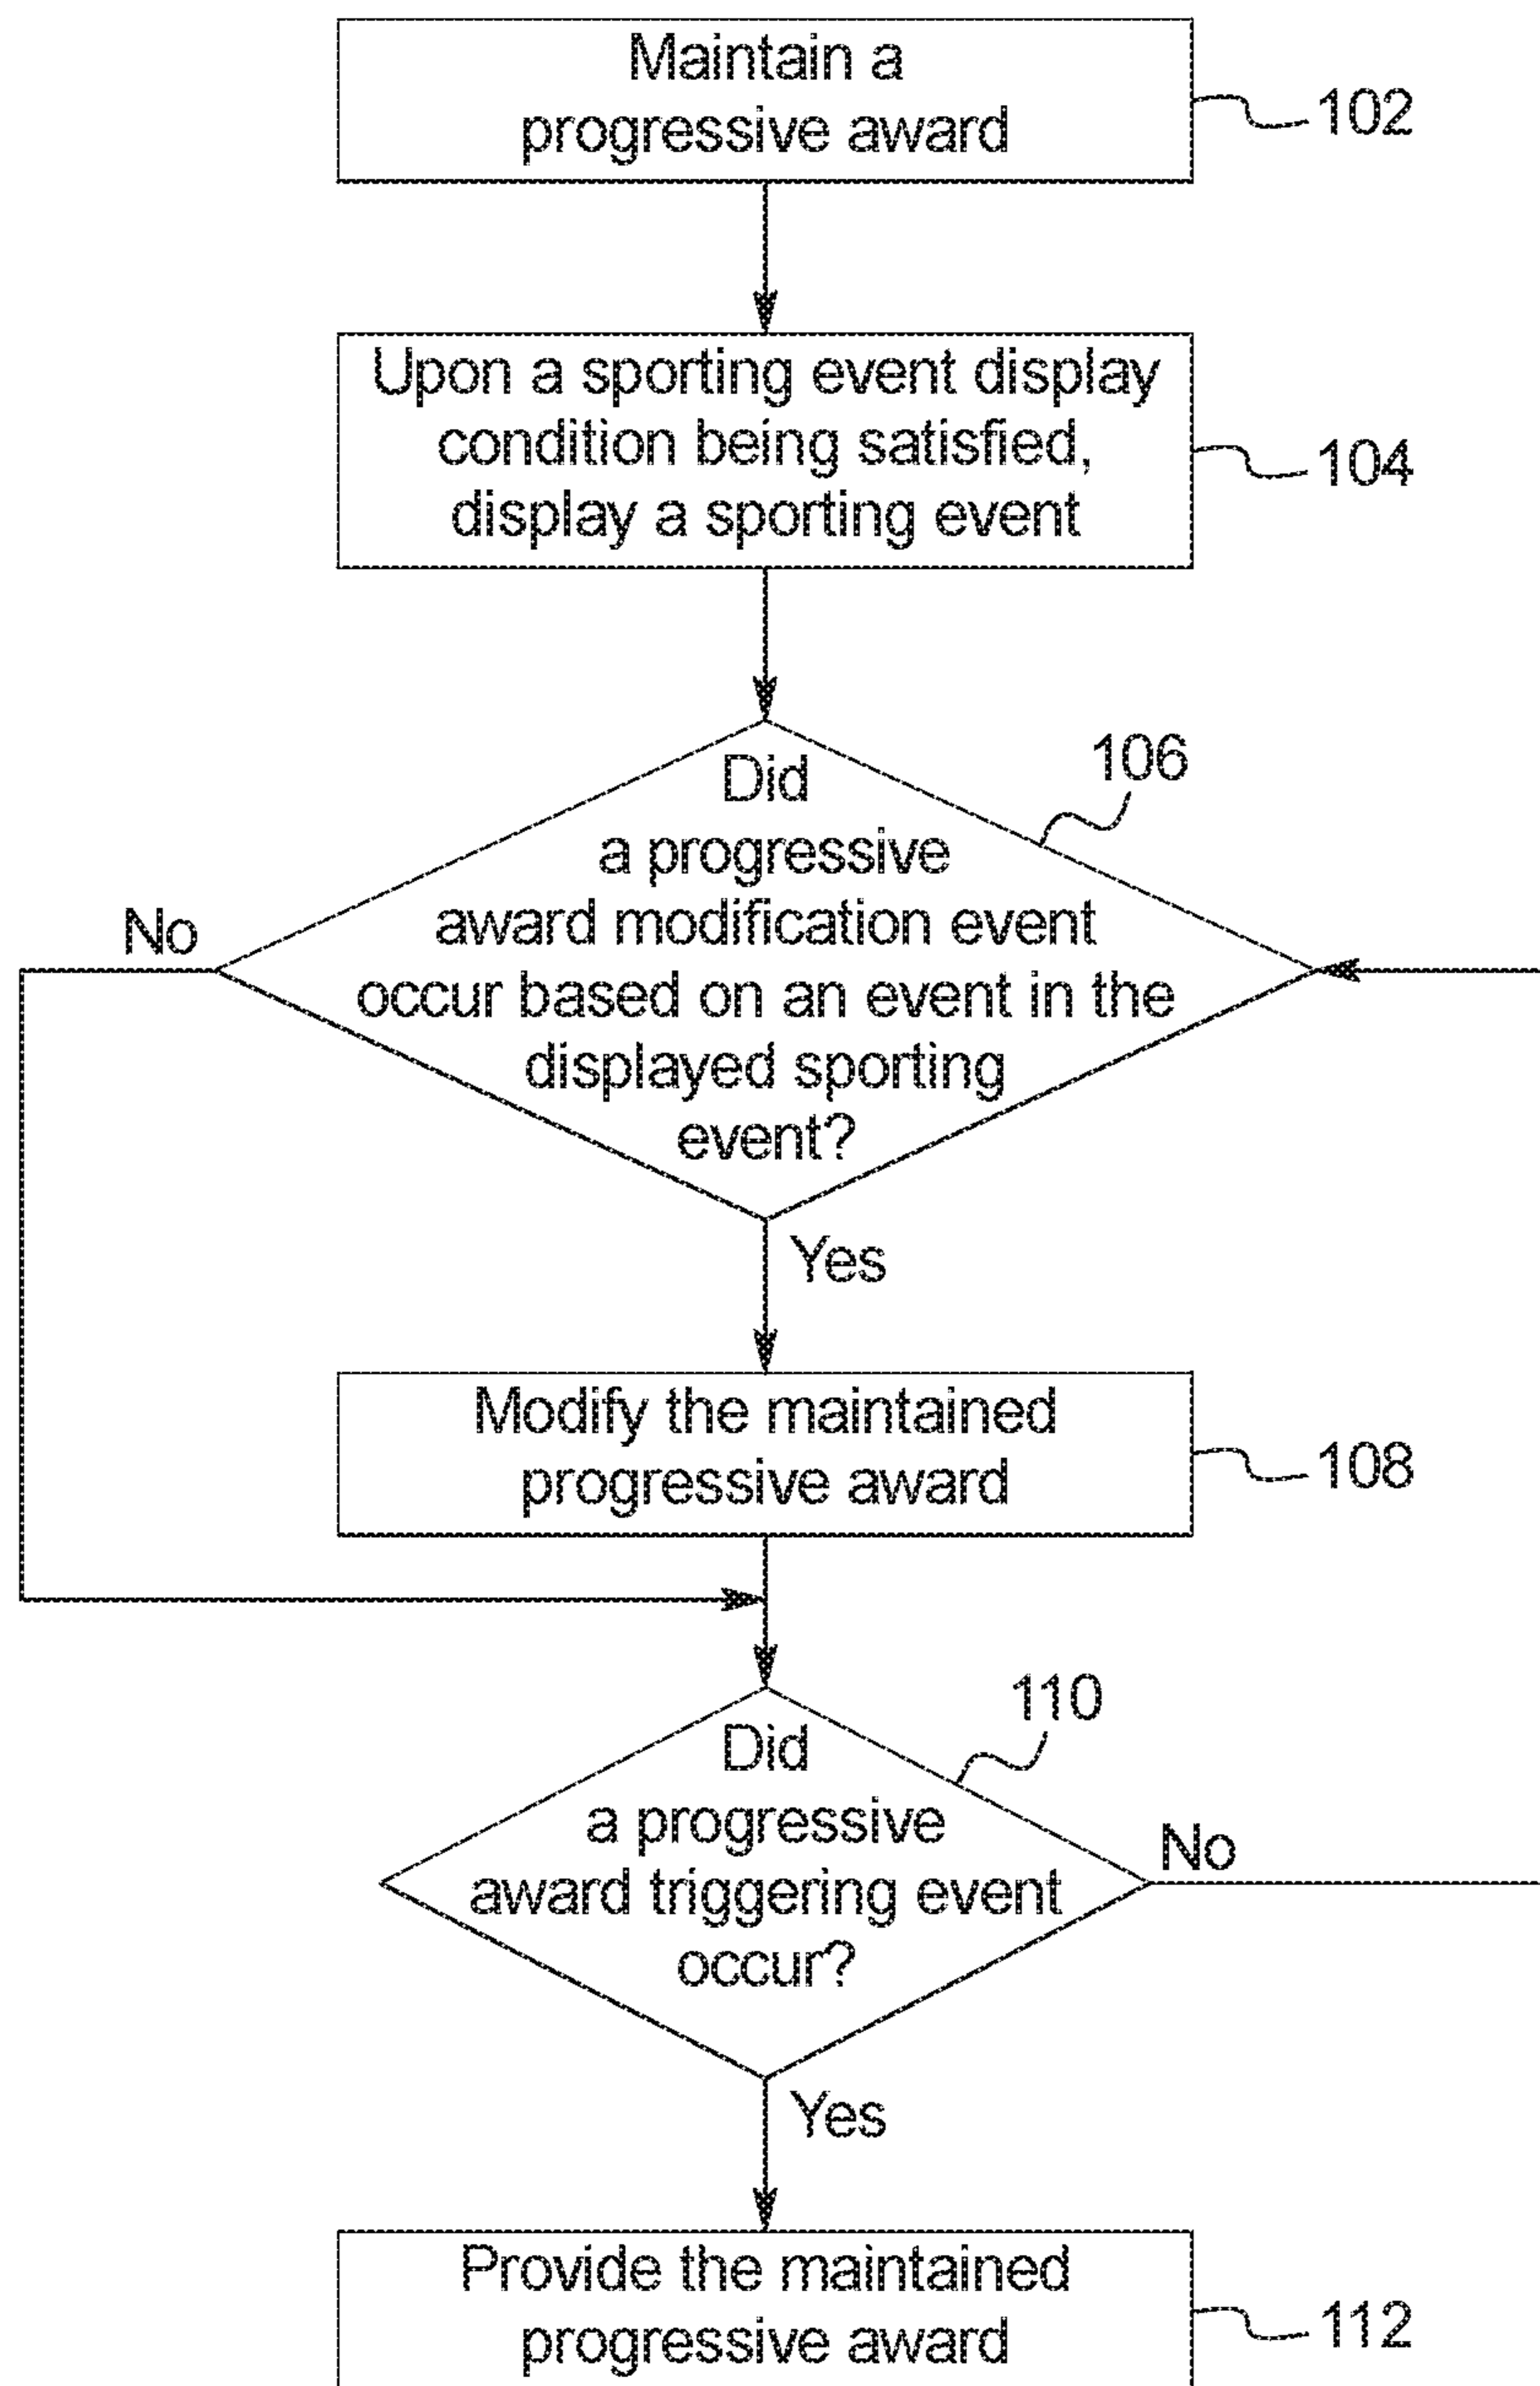 Maintain a
progressive award
102
Upon a sporting event display
condition being satisfied,
display a sporting event
104
106
Did
a progressive
award modification event
occur based on an event in the
displayed sporting
event?
No
Yes
Modify the maintained
progressive award
108
110
Did
a progressive
award triggering event
occur?
No
Yes
Provide the maintained
progressive award
112